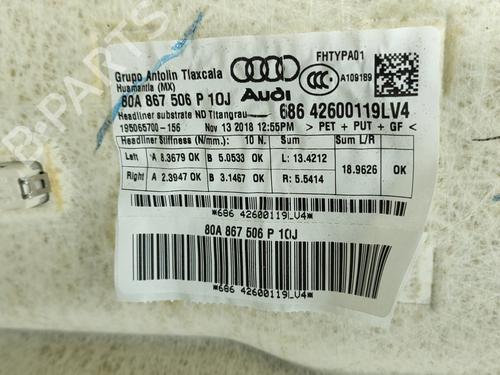 Grupo Antolin Tlaxcala
Huamantla (MX)
80A 867 506 P 10J
Audi
FHTYPA01
CCC
A109189
686 42600119LV4
Headliner substrate ND Titangrau
195065700-156
Nov 13 2018 12:55PM
> PET + PUT + GF <
Headliner Stiffness (N/mm.): 10 N. Sum Sum L/R
Left A 8.3679 OK B 5.0533 OK L: 13.4212
18.9626 OK
Right A 2.3947 OK B 3.1467 OK R: 5.5414
*686 42600119LV4*
80A 867 506 P 10J
*686 42600119LV4*